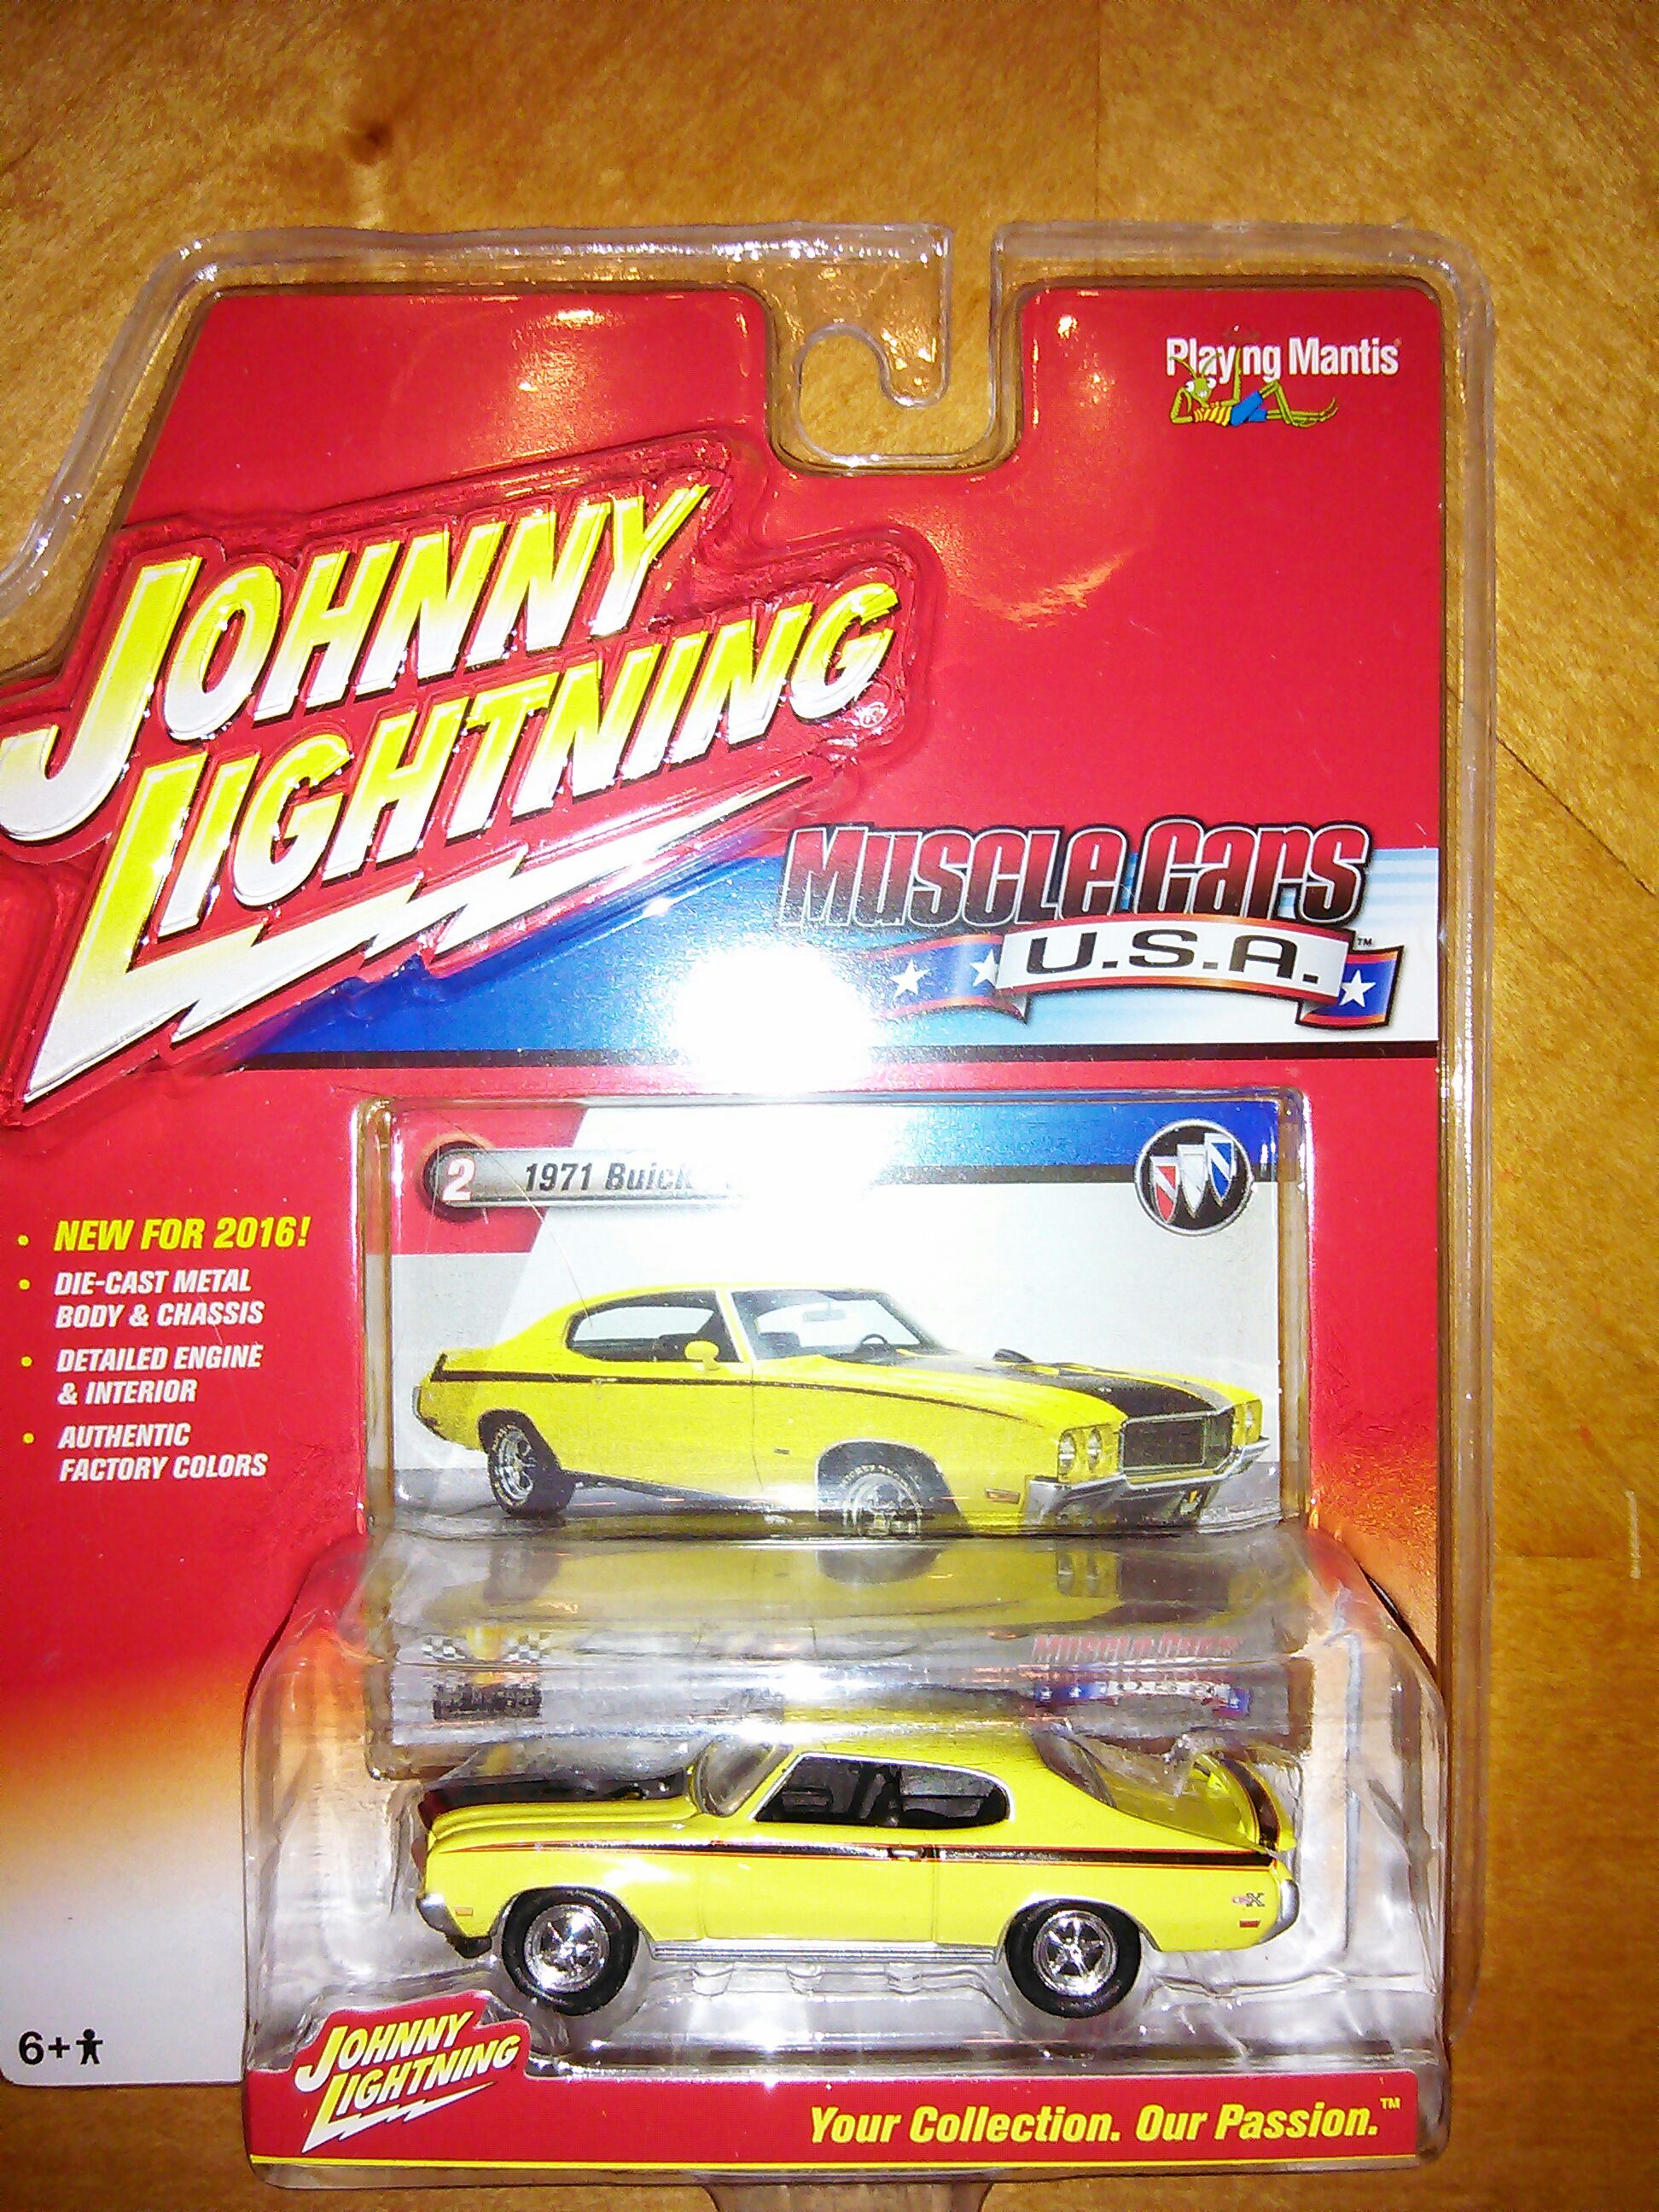 Playing Mantis
JOHNNY
LIGHTNING
®
MUSCLE CARS
U.S.A.™
2 1971 Buick
• NEW FOR 2016!
• DIE-CAST METAL
BODY & CHASSIS
• DETAILED ENGINE
& INTERIOR
• AUTHENTIC
FACTORY COLORS
GSX
6+
JOHNNY
LIGHTNING
Your Collection. Our Passion.™